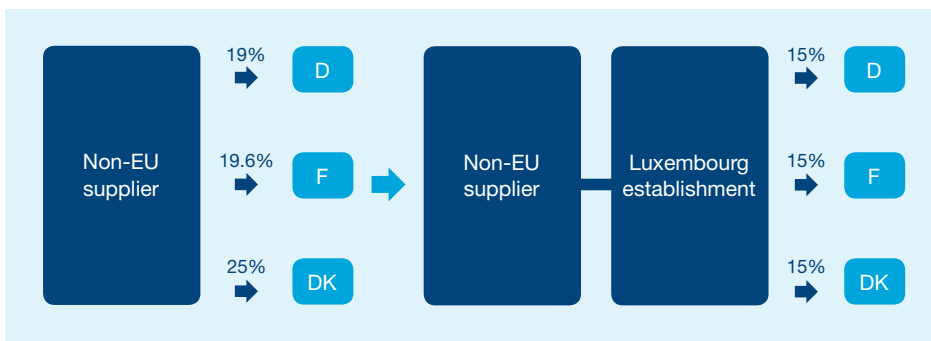 Non-EU
supplier
19%
D
19.6%
F
25%
DK
Non-EU
supplier
Luxembourg
establishment
15%
D
15%
F
15%
DK